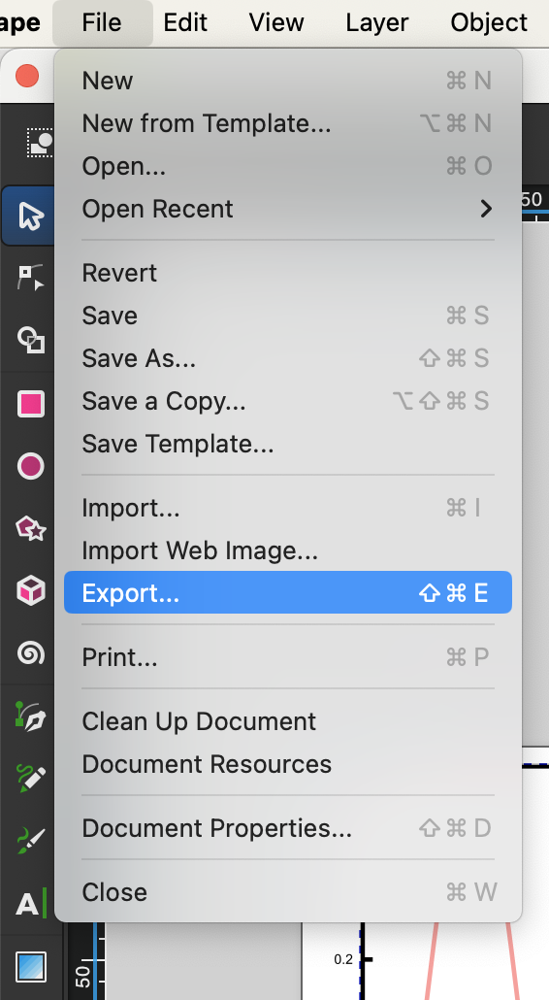 ape File Edit View Layer Object
New ⌘ N
New from Template... ⌥ ⌘ N
Open... ⌘ O
Open Recent
50
Revert
Save ⌘ S
Save As... ⇧ ⌘ S
Save a Copy... ⌥ ⇧ ⌘ S
Save Template...
Import... ⌘ I
Import Web Image...
Export... ⇧ ⌘ E
Print... ⌘ P
Clean Up Document
Document Resources
Document Properties... ⇧ ⌘ D
Close ⌘ W
A
0.2
50